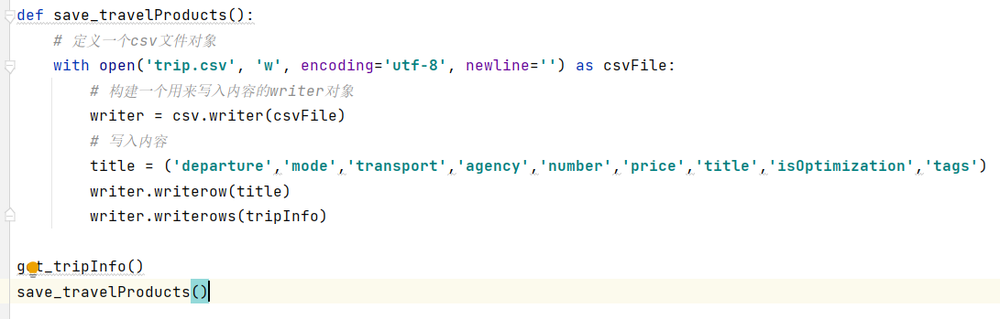 def save_travelProducts():
# 定义一个csv文件对象
with open('trip.csv', 'w', encoding='utf-8', newline='') as csvFile:
# 构建一个用来写入内容的writer对象
writer = csv.writer(csvFile)
# 写入内容
title = ('departure','mode','transport','agency','number','price','title','isOptimization','tags')
writer.writerow(title)
writer.writerows(tripInfo)
get_tripInfo()
save_travelProducts()